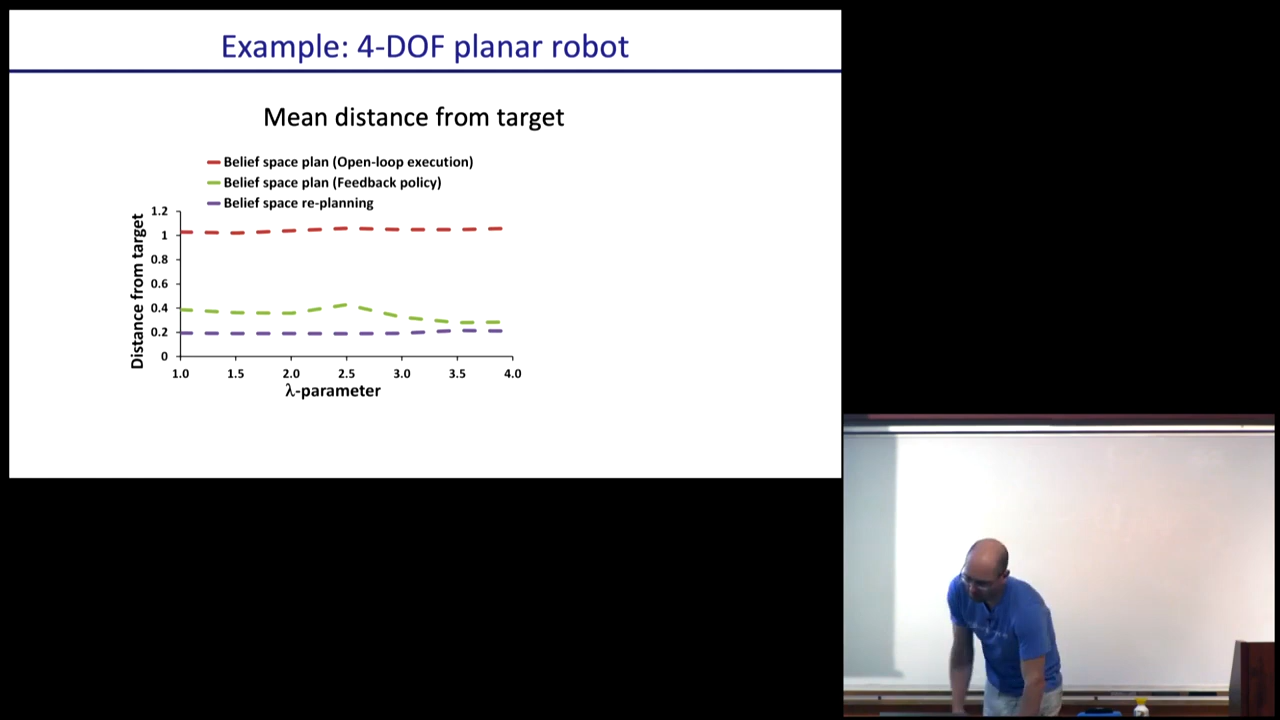 Example: 4-DOF planar robot
Mean distance from target
Belief space plan (Open-loop execution)
Belief space plan (Feedback policy)
Belief space re-planning
Distance from target
1.2
1
0.8
0.6
0.4
0.2
0
1.0 1.5 2.0 2.5 3.0 3.5 4.0
λ-parameter